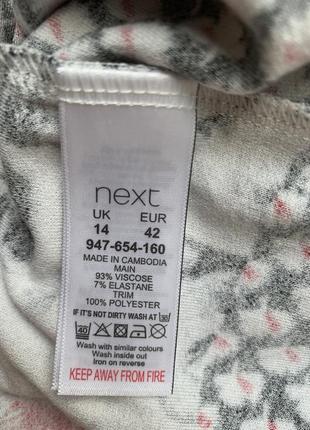 next
UK EUR
14 42
947-654-160
MADE IN CAMBODIA
MAIN
93% VISCOSE
7% ELASTANE
TRIM
100% POLYESTER
IF IT'S NOT DIRTY WASH AT 30
40
Wash with similar colours
Wash inside out
Iron on reverse
KEEP AWAY FROM FIRE